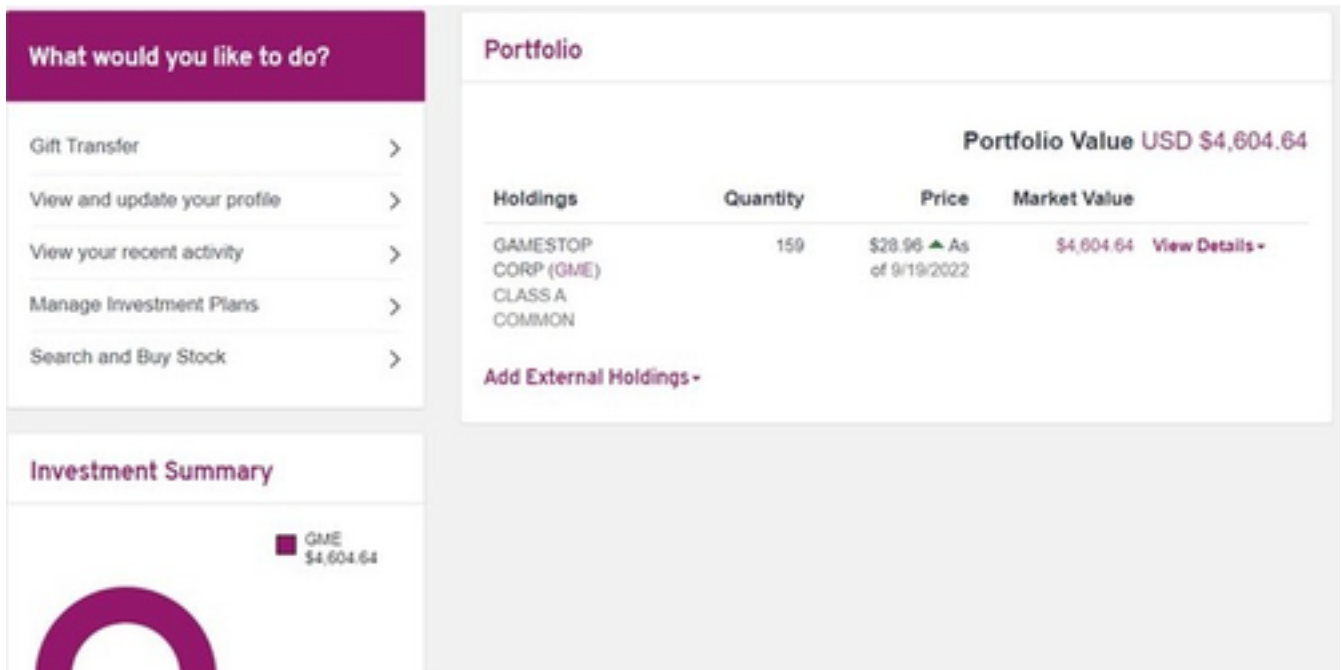 What would you like to do?
Gift Transfer
View and update your profile
View your recent activity
Manage Investment Plans
Search and Buy Stock
Portfolio
Portfolio Value USD $4,604.64
Holdings Quantity Price Market Value
GAMESTOP 159 $28.96 ▲ As $4,604.64 View Details
CORP (GME) of 9/19/2022
CLASS A
COMMON
Add External Holdings
Investment Summary
GME
$4,604.64